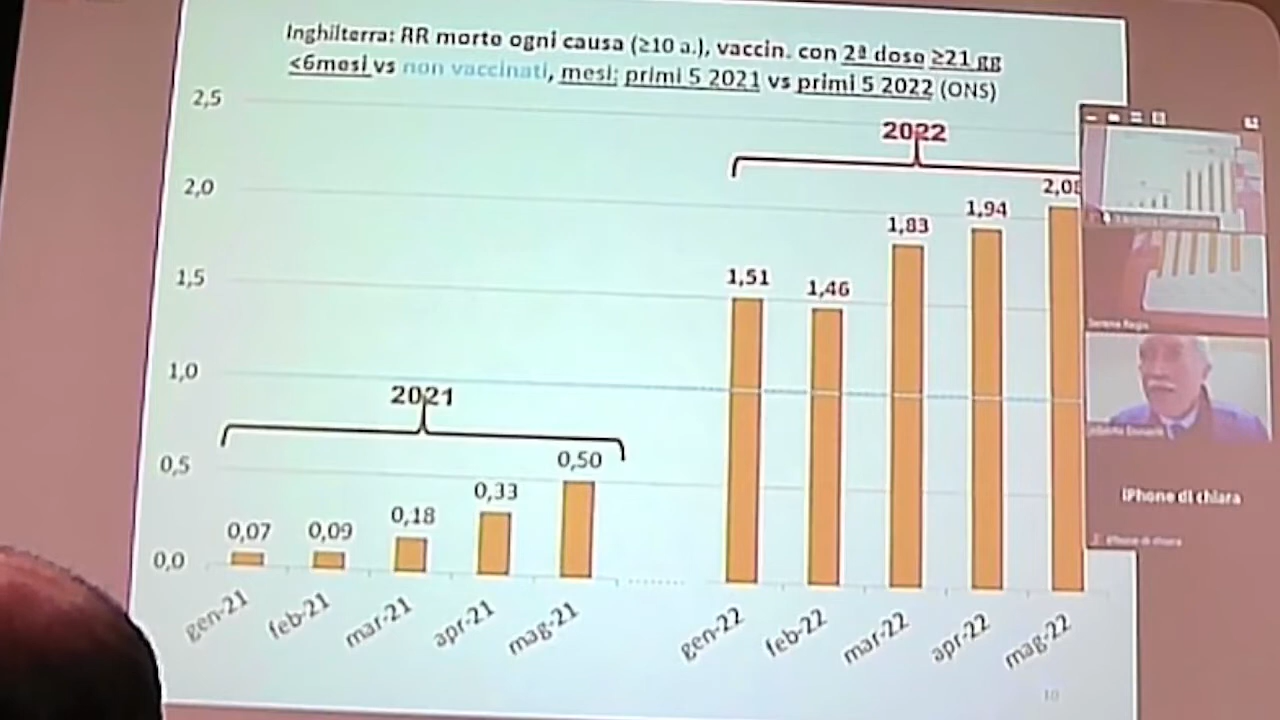 Inghilterra: RR morte ogni causa (≥10 a.), vaccin. con 2ª dose ≥21 gg
<6mesi vs non vaccinati, mesi: primi 5 2021 vs primi 5 2022 (ONS)
2,5
2,0
1,5
1,0
0,5
0,0
2021
2022
0,07
0,09
0,18
0,33
0,50
1,51
1,46
1,83
1,94
2,08
gen-21
feb-21
mar-21
apr-21
mag-21
gen-22
feb-22
mar-22
apr-22
mag-22
iPhone di chiara
iPhone di chiara
10